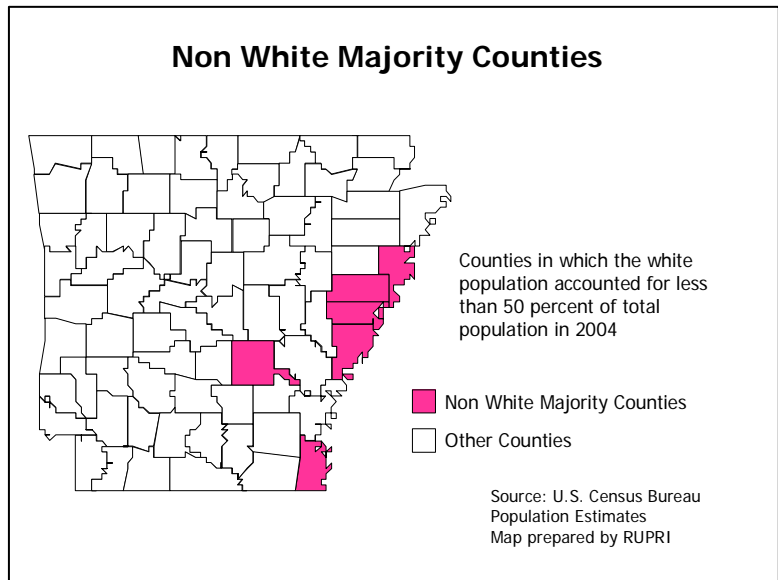 Non White Majority Counties
Counties in which the white
population accounted for less
than 50 percent of total
population in 2004
Non White Majority Counties
Other Counties
Source: U.S. Census Bureau
Population Estimates
Map prepared by RUPRI